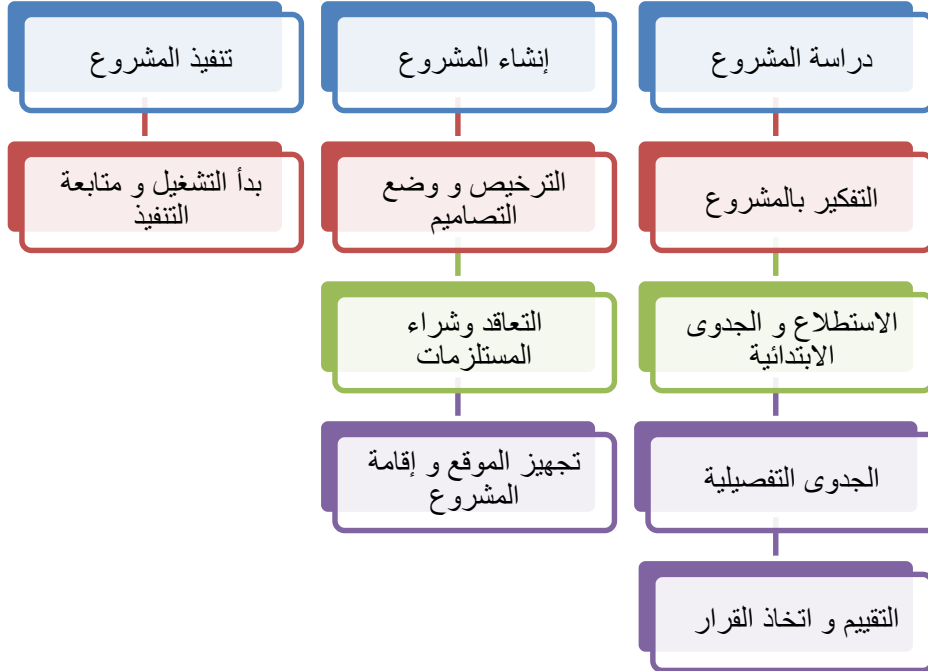 دراسة المشروع
التفكير بالمشروع
الاستطلاع و الجدوى
الابتدائية
الجدوى التفصيلية
التقييم و اتخاذ القرار
إنشاء المشروع
الترخيص و وضع
التصاميم
التعاقد وشراء
المستلزمات
تجهيز الموقع و إقامة
المشروع
تنفيذ المشروع
بدأ التشغيل و متابعة
التنفيذ